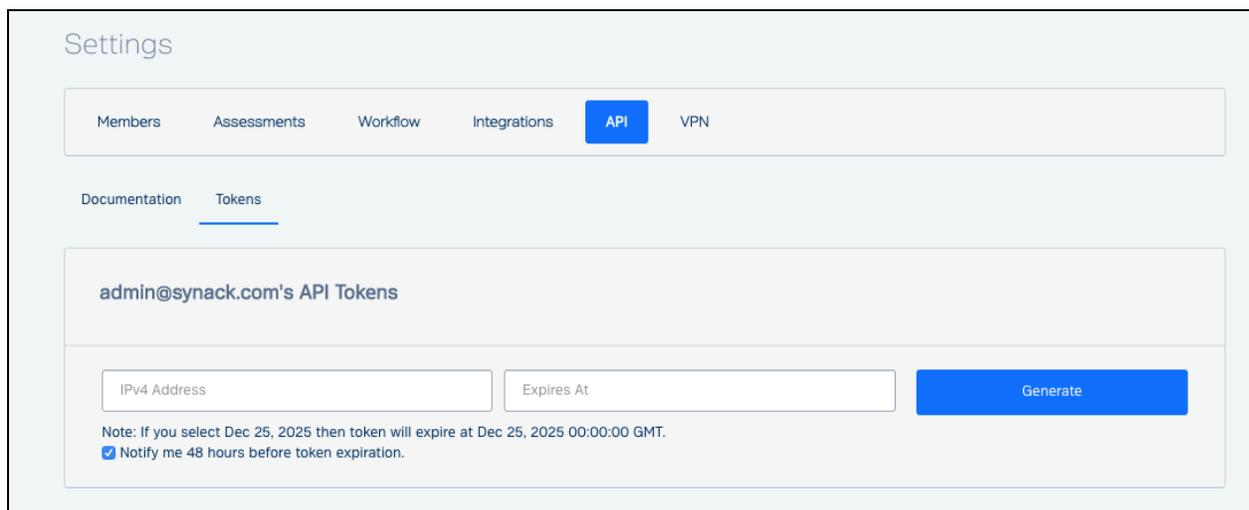 Settings
Members Assessments Workflow Integrations API VPN
Documentation Tokens
admin@synack.com's API Tokens
IPv4 Address Expires At Generate
Note: If you select Dec 25, 2025 then token will expire at Dec 25, 2025 00:00:00 GMT.
Notify me 48 hours before token expiration.